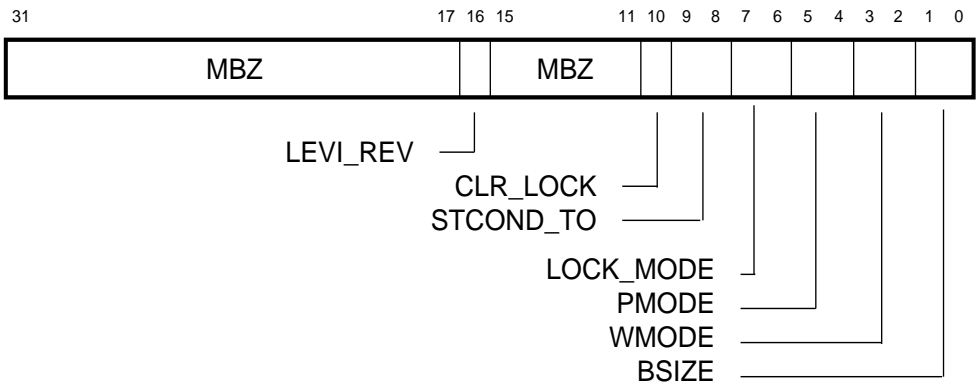 31 17 16 15 11 10 9 8 7 6 5 4 3 2 1 0
MBZ MBZ
LEVI_REV
CLR_LOCK
STCOND_TO
LOCK_MODE
PMODE
WMODE
BSIZE